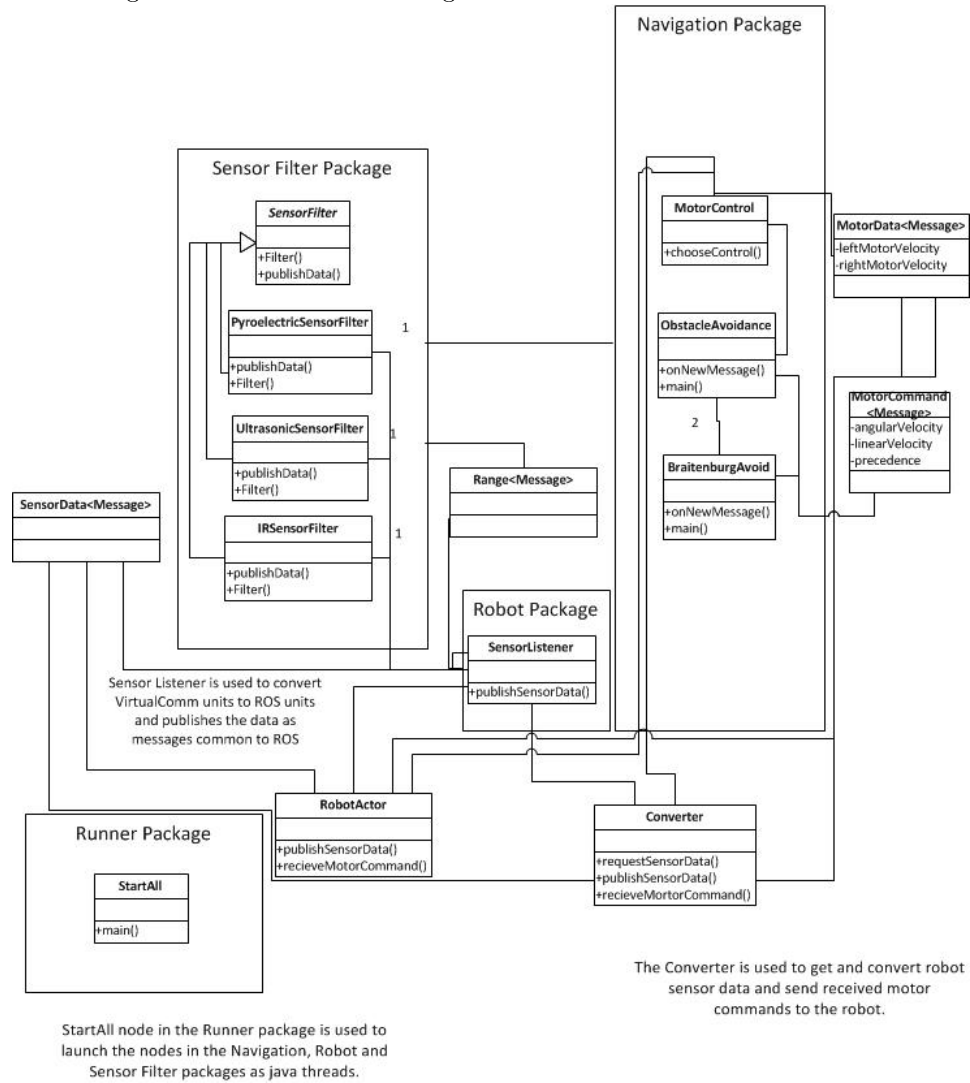 Navigation Package
Sensor Filter Package
SensorFilter
+Filter()
+publishData()
PyroelectricSensorFilter
+publishData()
+Filter()
UltrasonicSensorFilter
+publishData()
+Filter()
IRSensorFilter
+publishData()
+Filter()
1
1
1
MotorControl
+chooseControl()
ObstacleAvoidance
+onNewMessage()
+main()
2
BraitenburgAvoid
+onNewMessage()
+main()
MotorData<Message>
-leftMotorVelocity
-rightMotorVelocity
MotorCommand
<Message>
-angularVelocity
-linearVelocity
-precedence
SensorData<Message>
Range<Message>
Robot Package
SensorListener
+publishSensorData()
Sensor Listener is used to convert
VirtualComm units to ROS units
and publishes the data as
messages common to ROS
RobotActor
+publishSensorData()
+recieveMotorCommand()
Converter
+requestSensorData()
+publishSensorData()
+recieveMortorCommand()
Runner Package
StartAll
+main()
The Converter is used to get and convert robot
sensor data and send received motor
commands to the robot.
StartAll node in the Runner package is used to
launch the nodes in the Navigation, Robot and
Sensor Filter packages as java threads.